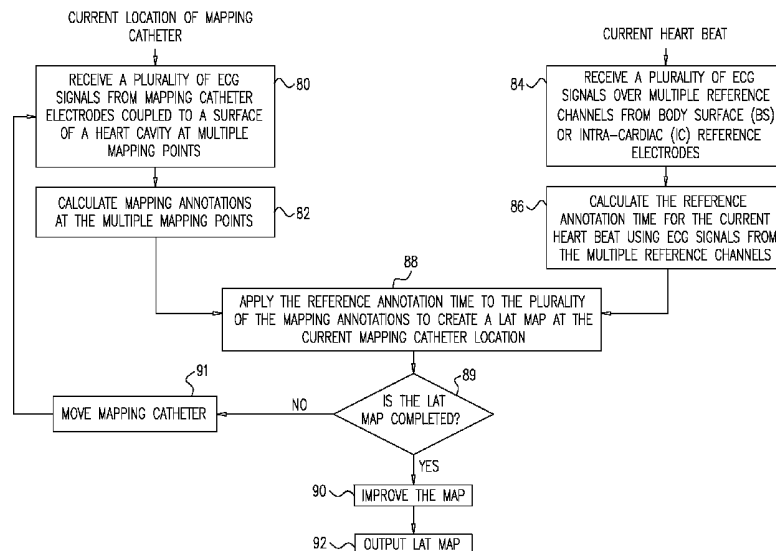 CURRENT LOCATION OF MAPPING
CATHETER
80
RECEIVE A PLURALITY OF ECG
SIGNALS FROM MAPPING CATHETER
ELECTRODES COUPLED TO A SURFACE
OF A HEART CAVITY AT MULTIPLE
MAPPING POINTS
82
CALCULATE MAPPING ANNOTATIONS
AT THE MULTIPLE MAPPING POINTS
CURRENT HEART BEAT
84
RECEIVE A PLURALITY OF ECG
SIGNALS OVER MULTIPLE REFERENCE
CHANNELS FROM BODY SURFACE (BS)
OR INTRA-CARDIAC (IC) REFERENCE
ELECTRODES
86
CALCULATE THE REFERENCE
ANNOTATION TIME FOR THE CURRENT
HEART BEAT USING ECG SIGNALS FROM
THE MULTIPLE REFERENCE CHANNELS
88
APPLY THE REFERENCE ANNOTATION TIME TO THE PLURALITY
OF THE MAPPING ANNOTATIONS TO CREATE A LAT MAP AT THE
CURRENT MAPPING CATHETER LOCATION
89
IS THE LAT
MAP COMPLETED?
NO
91
MOVE MAPPING CATHETER
YES
90
IMPROVE THE MAP
92
OUTPUT LAT MAP